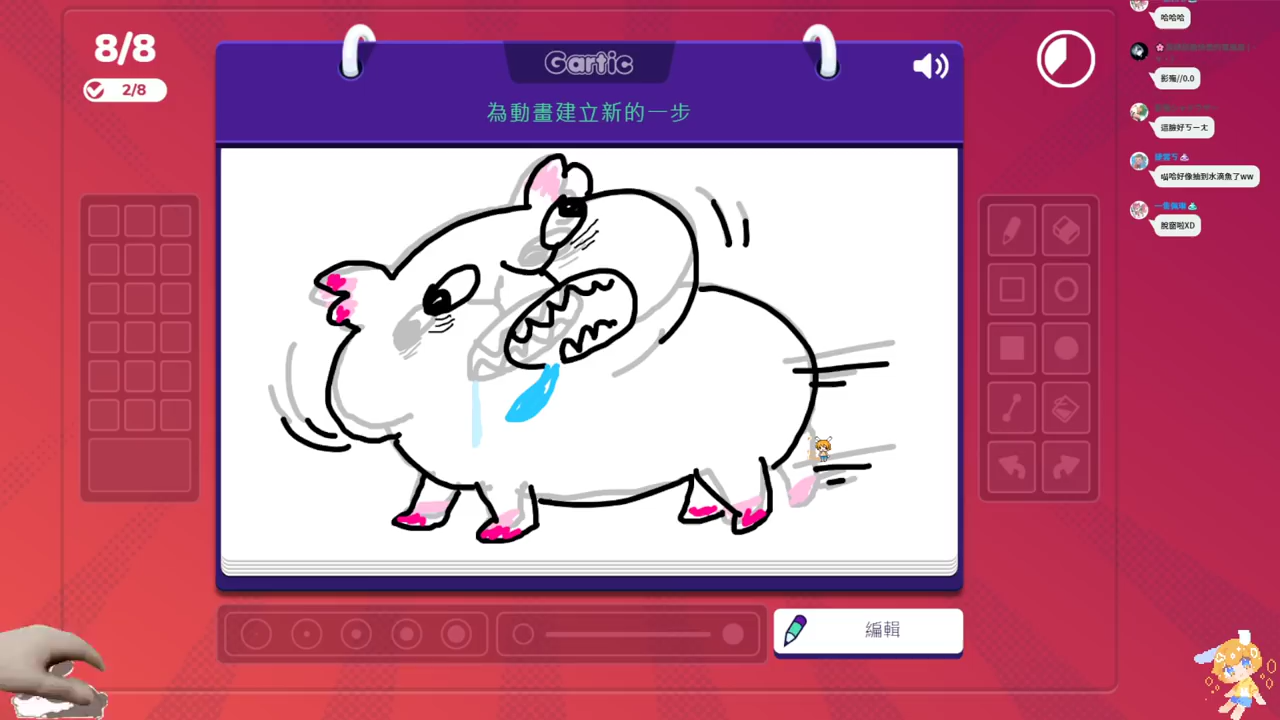 8/8
2/8
Gartic
為動畫建立新的一步
編輯
哈哈哈
影魔//0.0
這臉好ㄎㄧㄤ
喵哈好像抽到水滴魚了ww
脫窗啦XD